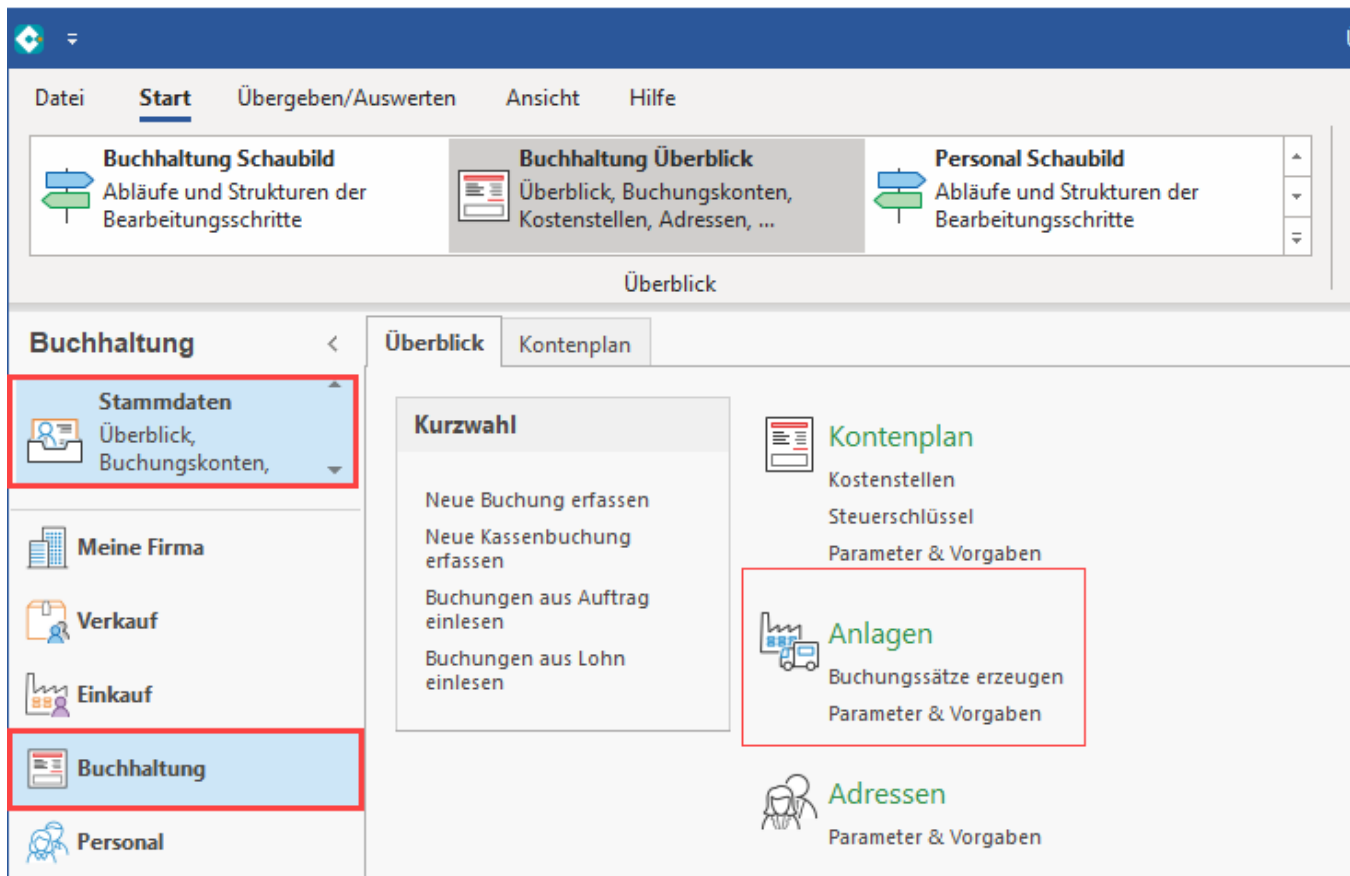 Datei Start Übergeben/Auswerten Ansicht Hilfe
Buchhaltung Schaubild
Abläufe und Strukturen der
Bearbeitungsschritte
Buchhaltung Überblick
Überblick, Buchungskonten,
Kostenstellen, Adressen, ...
Personal Schaubild
Abläufe und Strukturen der
Bearbeitungsschritte
Überblick
Buchhaltung
Stammdaten
Überblick,
Buchungskonten,
Meine Firma
Verkauf
Einkauf
Buchhaltung
Personal
Überblick Kontenplan
Kurzwahl
Neue Buchung erfassen
Neue Kassenbuchung
erfassen
Buchungen aus Auftrag
einlesen
Buchungen aus Lohn
einlesen
Kontenplan
Kostenstellen
Steuerschlüssel
Parameter & Vorgaben
Anlagen
Buchungssätze erzeugen
Parameter & Vorgaben
Adressen
Parameter & Vorgaben